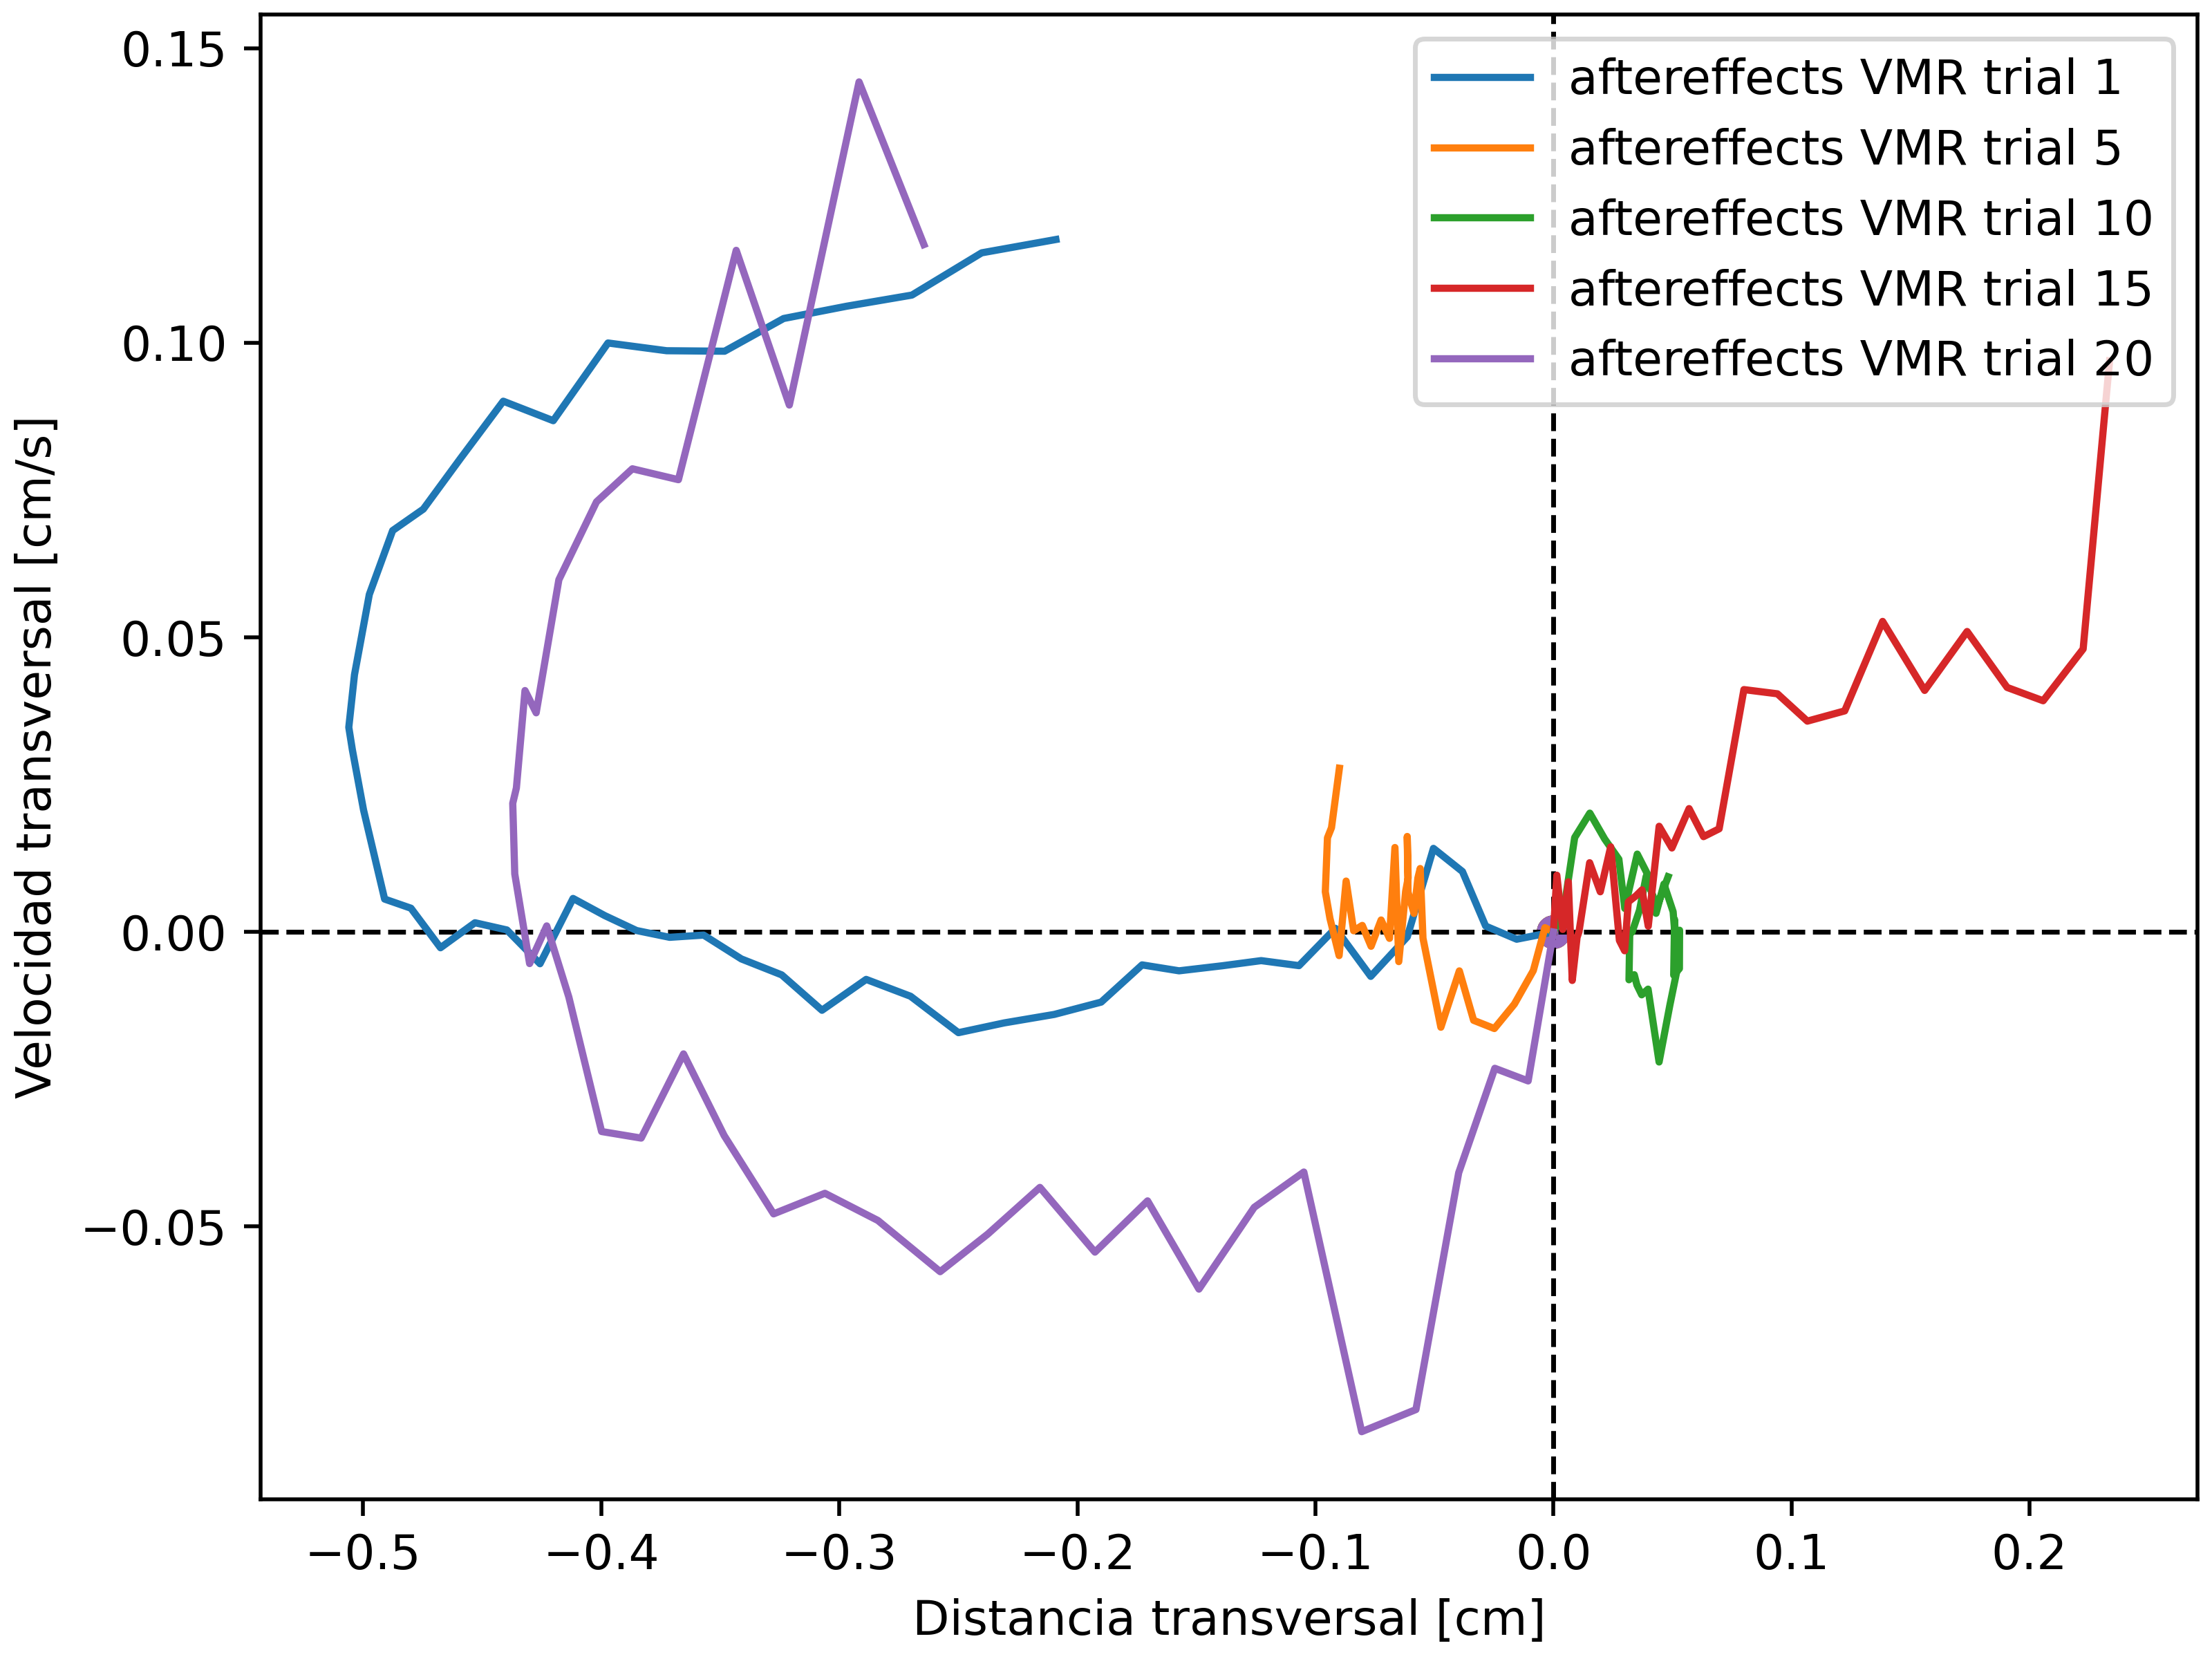 0.15
0.10
0.05
0.00
−0.05
Velocidad transversal [cm/s]
aftereffects VMR trial 1
aftereffects VMR trial 5
aftereffects VMR trial 10
aftereffects VMR trial 15
aftereffects VMR trial 20
−0.5 −0.4 −0.3 −0.2 −0.1 0.0 0.1 0.2
Distancia transversal [cm]